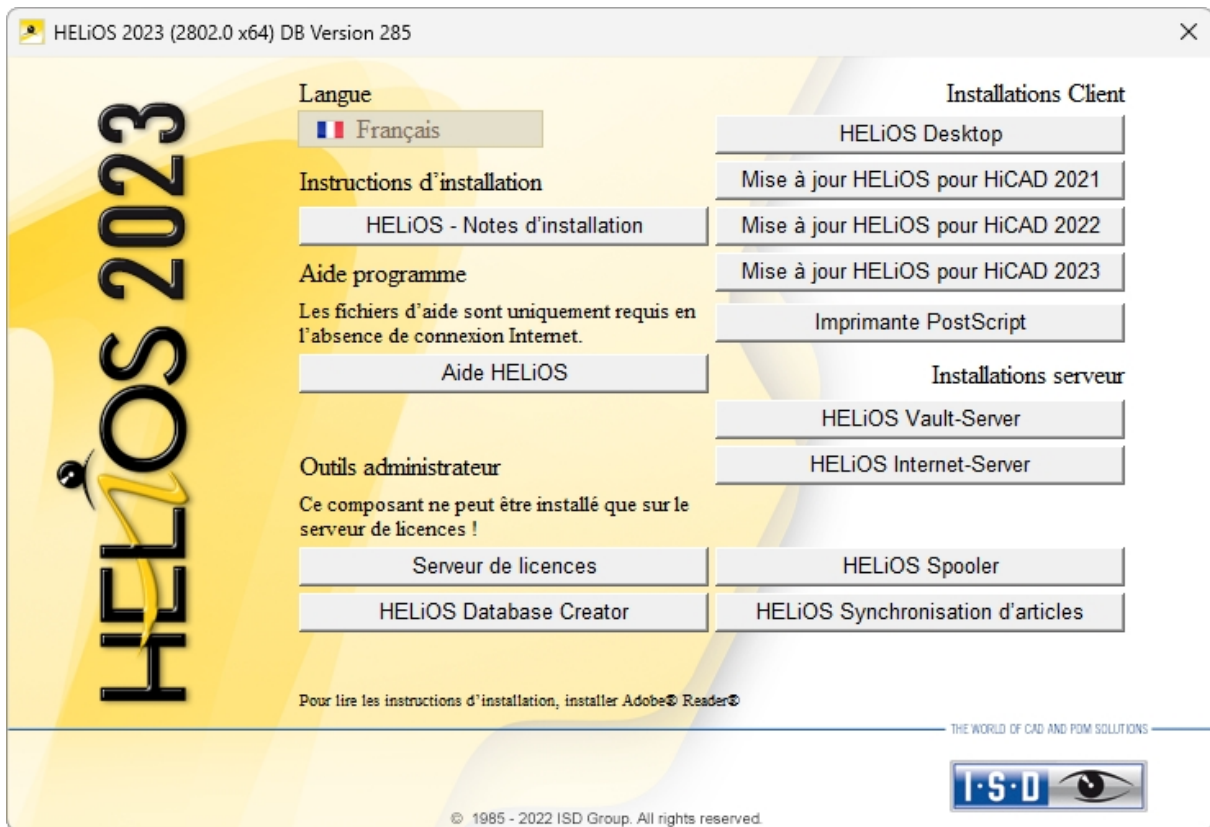 HELiOS 2023 (2802.0 x64) DB Version 285
HELiOS 2023
Langue
Français
Instructions d'installation
HELiOS - Notes d'installation
Aide programme
Les fichiers d'aide sont uniquement requis en
l'absence de connexion Internet.
Aide HELiOS
Outils administrateur
Ce composant ne peut être installé que sur le
serveur de licences !
Serveur de licences
HELiOS Database Creator
Installations Client
HELiOS Desktop
Mise à jour HELiOS pour HiCAD 2021
Mise à jour HELiOS pour HiCAD 2022
Mise à jour HELiOS pour HiCAD 2023
Imprimante PostScript
Installations serveur
HELiOS Vault-Server
HELiOS Internet-Server
HELiOS Spooler
HELiOS Synchronisation d'articles
Pour lire les instructions d'installation, installer Adobe® Reader®
THE WORLD OF CAD AND PDM SOLUTIONS
I·S·D
© 1985 - 2022 ISD Group. All rights reserved.